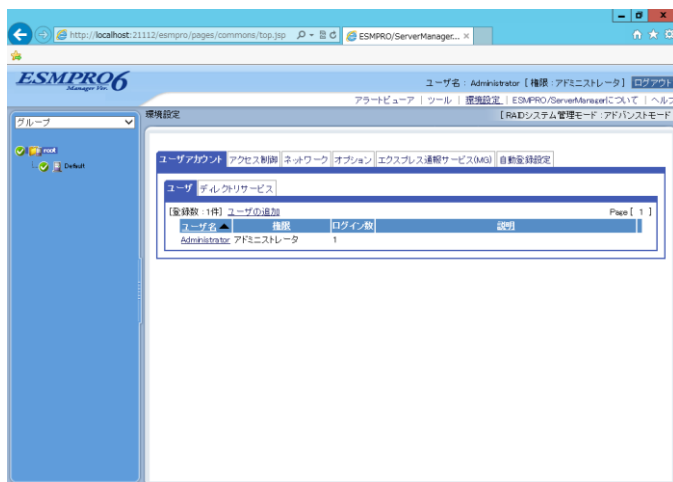 http://localhost:21112/esmpro/pages/commons/top.jsp
ESMPRO/ServerManager... ×
ESMPRO6
Manager Ver.
ユーザ名 : Administrator [ 権限 : アドミニストレータ ] ログアウト
アラートビューア | ツール | 環境設定 | ESMPRO/ServerManagerについて | ヘルプ
グループ
環境設定
[ RAIDシステム管理モード : アドバンストモード
root
Default
ユーザアカウント アクセス制御 ネットワーク オプション エクスプレス通報サービス(MG) 自動登録設定
ユーザ ディレクトリサービス
[登録数 : 1件] ユーザの追加 Page [ 1 ]
ユーザ名▲ 権限 ログイン数 説明
Administrator アドミニストレータ 1